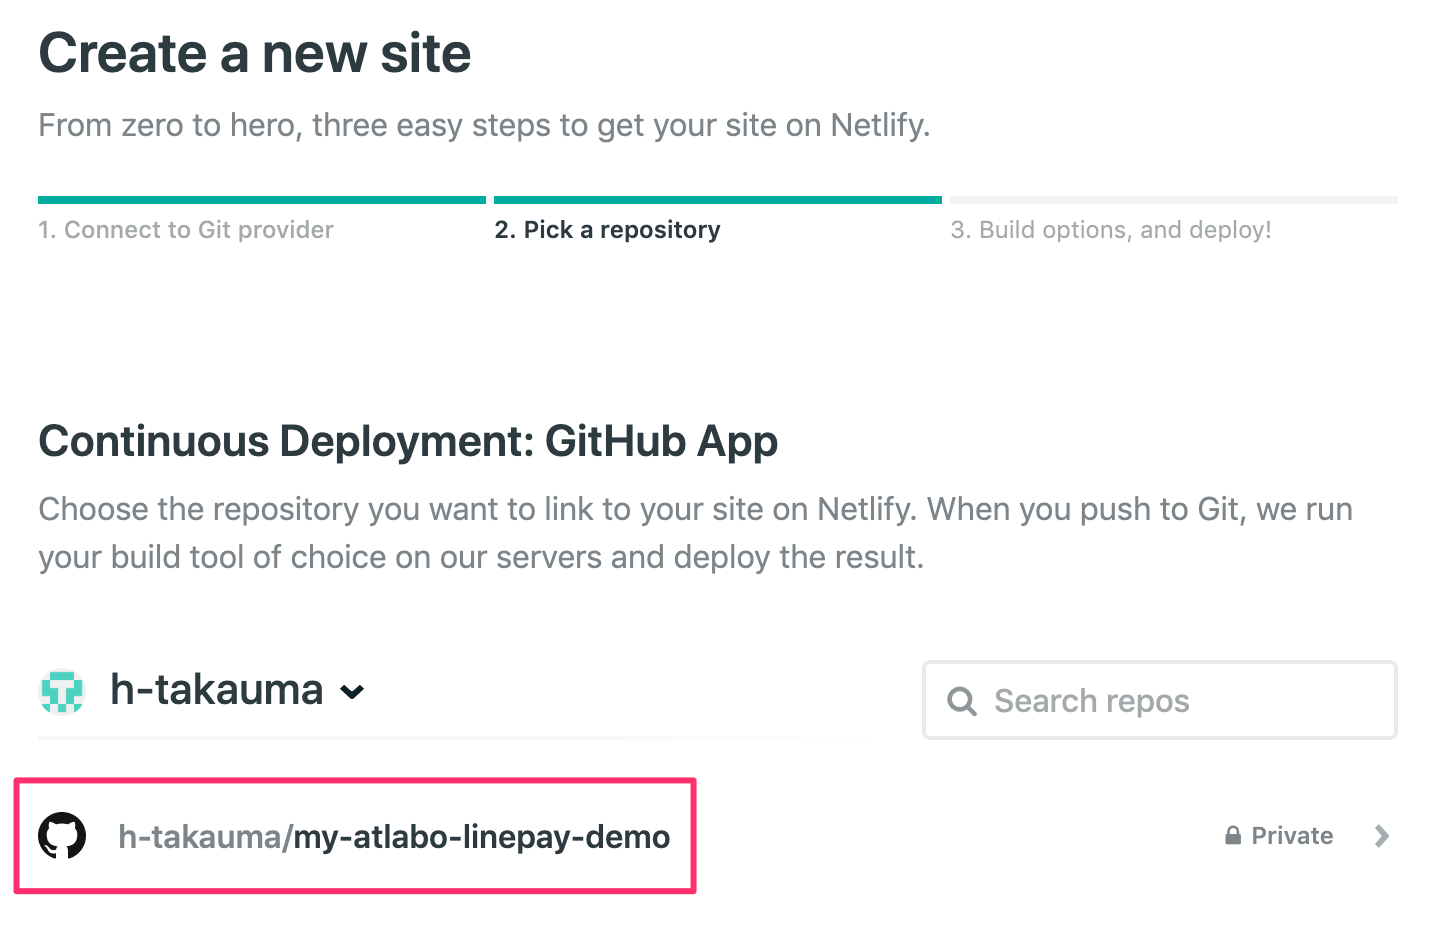 Create a new site
From zero to hero, three easy steps to get your site on Netlify.
1. Connect to Git provider
2. Pick a repository
3. Build options, and deploy!
Continuous Deployment: GitHub App
Choose the repository you want to link to your site on Netlify. When you push to Git, we run
your build tool of choice on our servers and deploy the result.
h-takauma
Search repos
h-takauma/my-atlabo-linepay-demo
Private